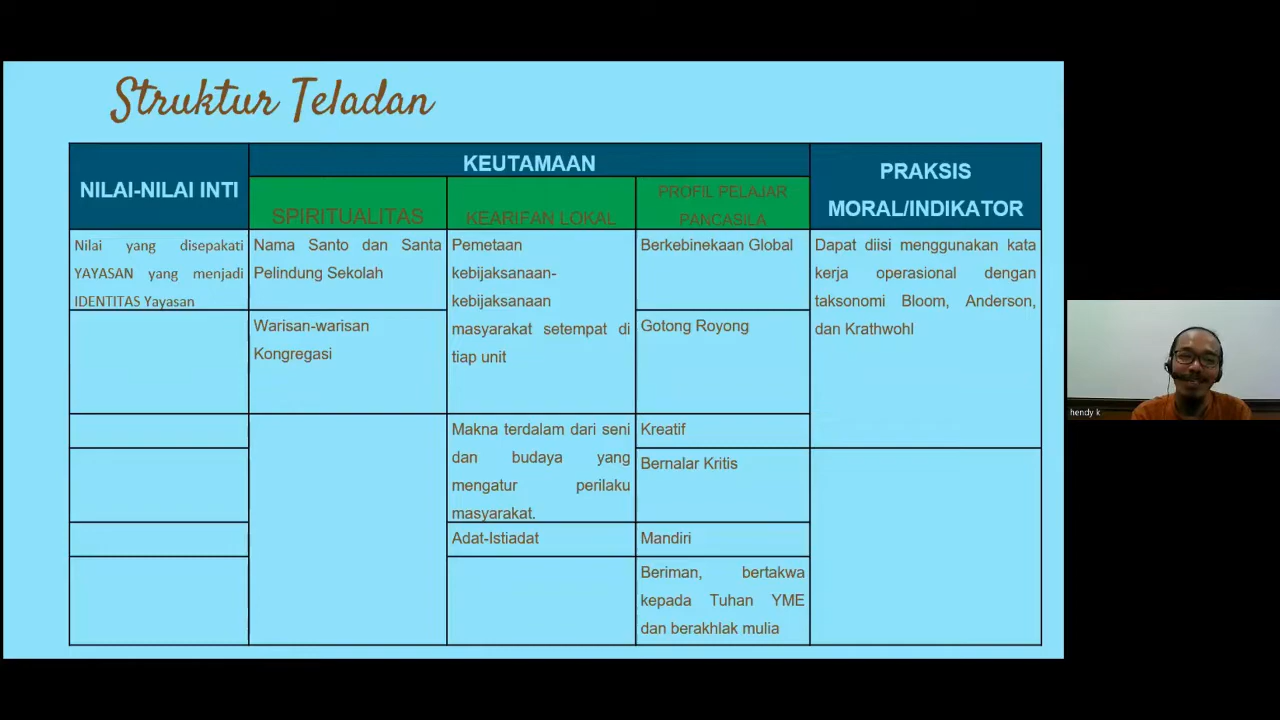 Struktur Teladan
NILAI-NILAI INTI
KEUTAMAAN
PRAKSIS
MORAL/INDIKATOR
SPIRITUALITAS
KEARIFAN LOKAL
PROFIL PELAJAR
PANCASILA
Nilai yang disepakati
YAYASAN yang menjadi
IDENTITAS Yayasan
Nama Santo dan Santa
Pelindung Sekolah
Pemetaan
kebijaksanaan-
kebijaksanaan
masyarakat setempat di
tiap unit
Berkebinekaan Global
Dapat diisi menggunakan kata
kerja operasional dengan
taksonomi Bloom, Anderson,
dan Krathwohl
Warisan-warisan
Kongregasi
Gotong Royong
Makna terdalam dari seni
dan budaya yang
mengatur perilaku
masyarakat.
Kreatif
Bernalar Kritis
Adat-Istiadat
Mandiri
Beriman, bertakwa
kepada Tuhan YME
dan berakhlak mulia
hendy k